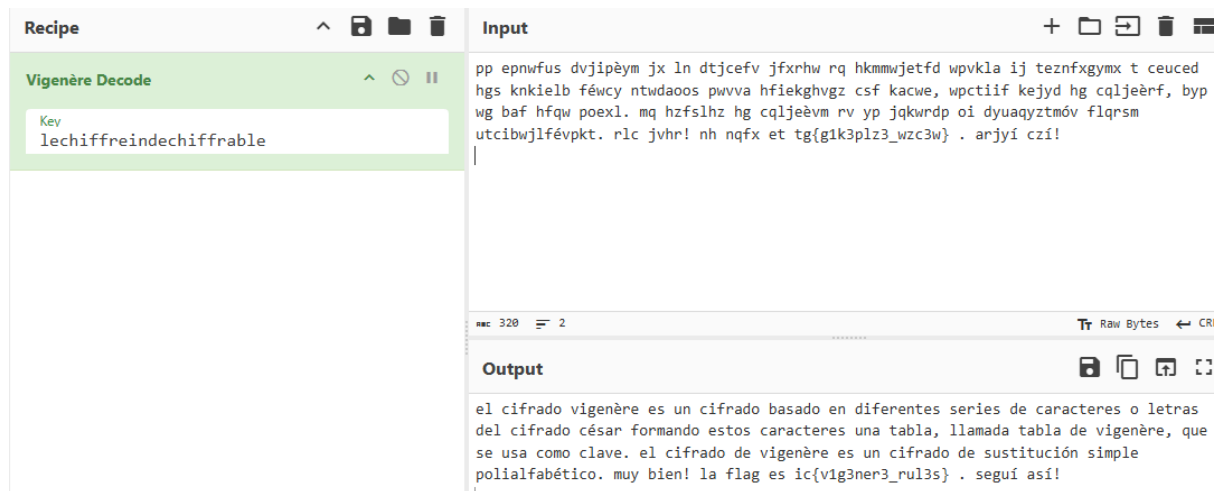 Recipe
Input
Vigenère Decode
Key
lechiffreindechiffrable
pp epnwfus dvjipèym jx ln dtjcefv jfxrhw rq hkmmwjetfd wpvkla ij teznfxgymx t ceuced
hgs knkielb féwcy ntwdaoos pwvva hfiekghvgz csf kacwe, wpctiif kejyd hg cqljeèrf, byp
wg baf hfqw poexl. mq hzfslhz hg cqljeèvm rv yp jqkwrdp oi dyuaqyztmóv flqrsm
utcibwjlfévpkt. rlc jvhr! nh nqfx et tg{g1k3plz3_wzc3w} . arjyí czí!
ABC 320 2
Tт Raw Bytes
Output
el cifrado vigenère es un cifrado basado en diferentes series de caracteres o letras
del cifrado césar formando estos caracteres una tabla, llamada tabla de vigenère, que
se usa como clave. el cifrado de vigenère es un cifrado de sustitución simple
polialfabético. muy bien! la flag es ic{v1g3ner3_rul3s} . seguí así!